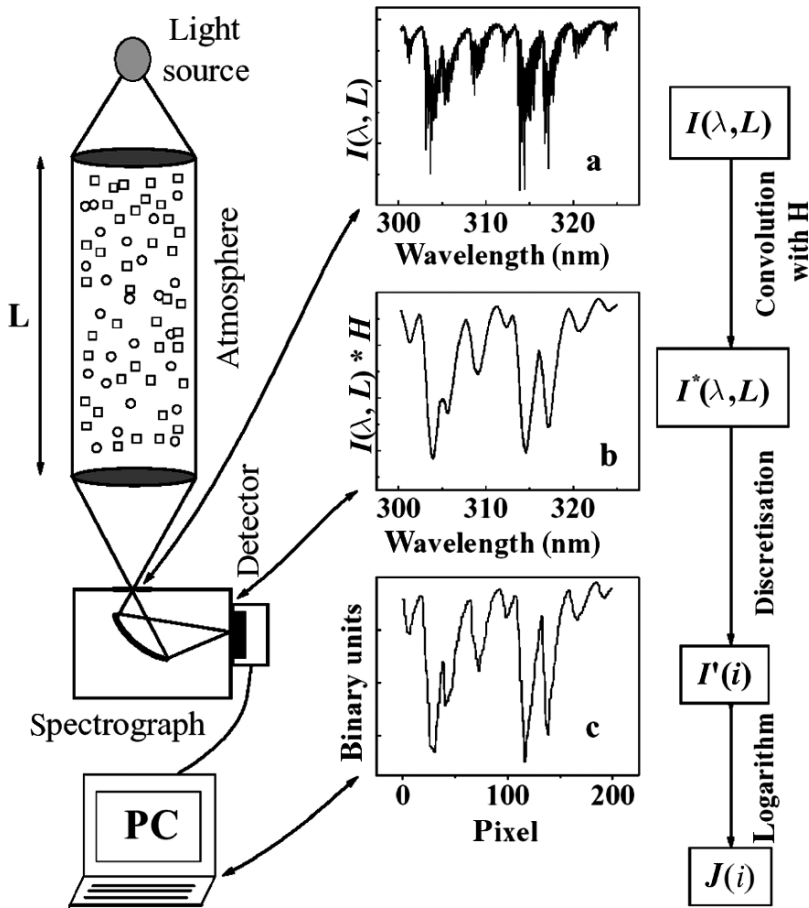 Light
source
L
Atmosphere
Detector
Spectrograph
PC
I(λ, L)
a
300 310 320
Wavelength (nm)
I(λ, L) * H
b
300 310 320
Wavelength (nm)
Binary units
c
0 100 200
Pixel
I(λ,L)
Convolution
with H
I*(λ,L)
Discretisation
I'(i)
Logarithm
J(i)